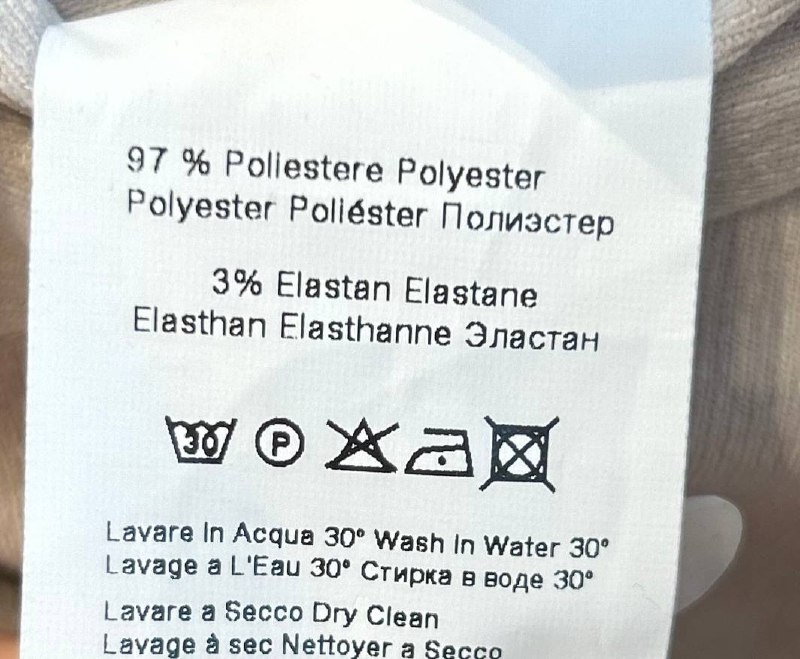 97 % Poliestere Polyester
Polyester Poliéster Полиэстер
3% Elastan Elastane
Elasthan Elasthanne Эластан
30 P
Lavare In Acqua 30° Wash In Water 30°
Lavage a L'Eau 30° Стирка в воде 30°
Lavare a Secco Dry Clean
Lavage à sec Nettoyer a Secco